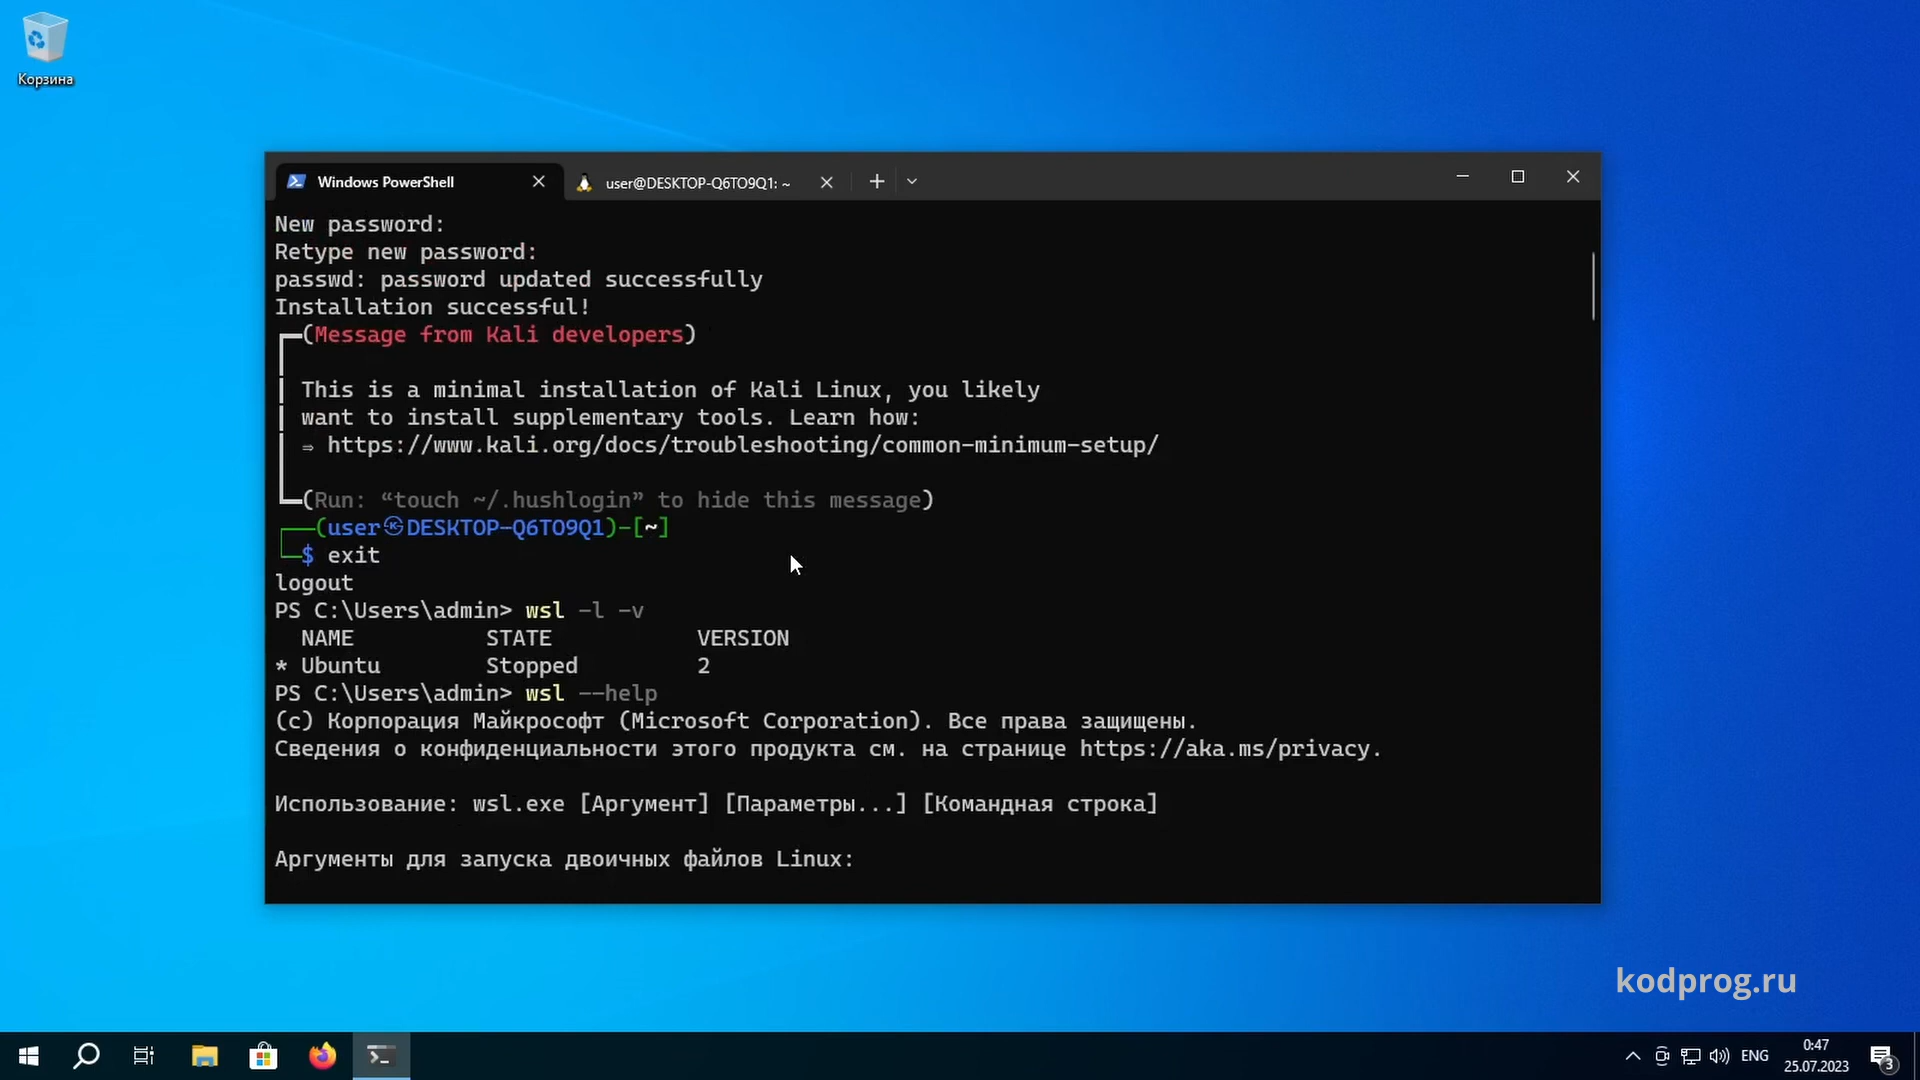 Корзина
Windows PowerShell
user@DESKTOP-Q6TO9Q1: ~
New password:
Retype new password:
passwd: password updated successfully
Installation successful!
┏━(Message from Kali developers)
┃
┃ This is a minimal installation of Kali Linux, you likely
┃ want to install supplementary tools. Learn how:
┃ ⇒ https://www.kali.org/docs/troubleshooting/common-minimum-setup/
┃
┗━(Run: “touch ~/.hushlogin” to hide this message)
┌──(user㉿DESKTOP-Q6TO9Q1)-[~]
└─$ exit
logout
PS C:\Users\admin> wsl -l -v
NAME STATE VERSION
* Ubuntu Stopped 2
PS C:\Users\admin> wsl --help
(c) Корпорация Майкрософт (Microsoft Corporation). Все права защищены.
Сведения о конфиденциальности этого продукта см. на странице https://aka.ms/privacy.
Использование: wsl.exe [Аргумент] [Параметры...] [Командная строка]
Аргументы для запуска двоичных файлов Linux:
kodprog.ru
ENG
0:47
25.07.2023
3